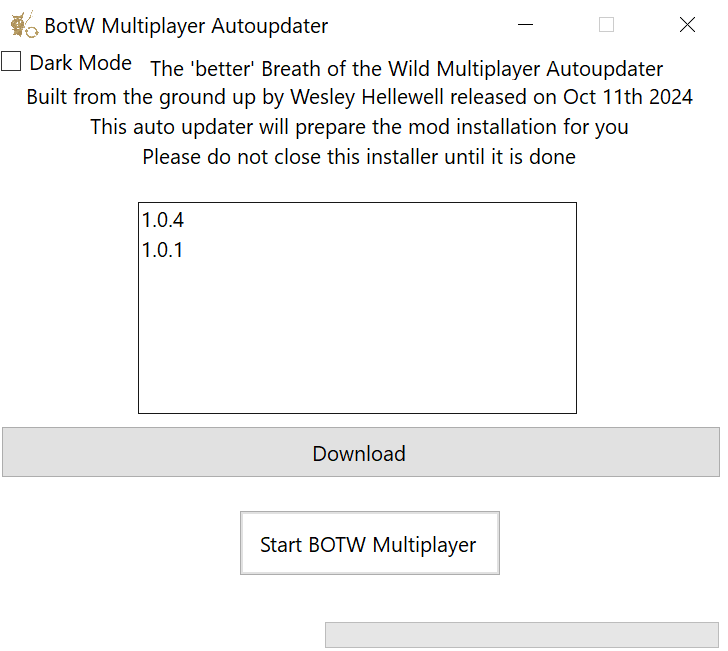 BotW Multiplayer Autoupdater
Dark Mode
The 'better' Breath of the Wild Multiplayer Autoupdater
Built from the ground up by Wesley Hellewell released on Oct 11th 2024
This auto updater will prepare the mod installation for you
Please do not close this installer until it is done
1.0.4
1.0.1
Download
Start BOTW Multiplayer